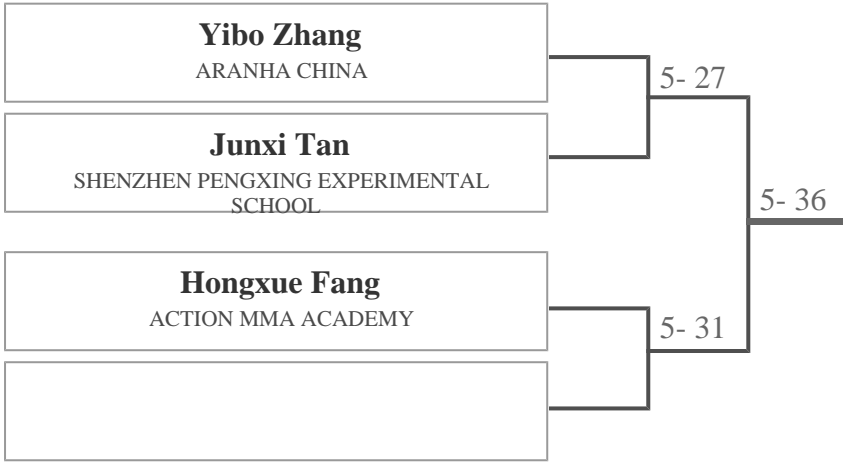 Yibo Zhang
ARANHA CHINA
5- 27
Junxi Tan
SHENZHEN PENGXING EXPERIMENTAL
SCHOOL
5- 36
Hongxue Fang
ACTION MMA ACADEMY
5- 31